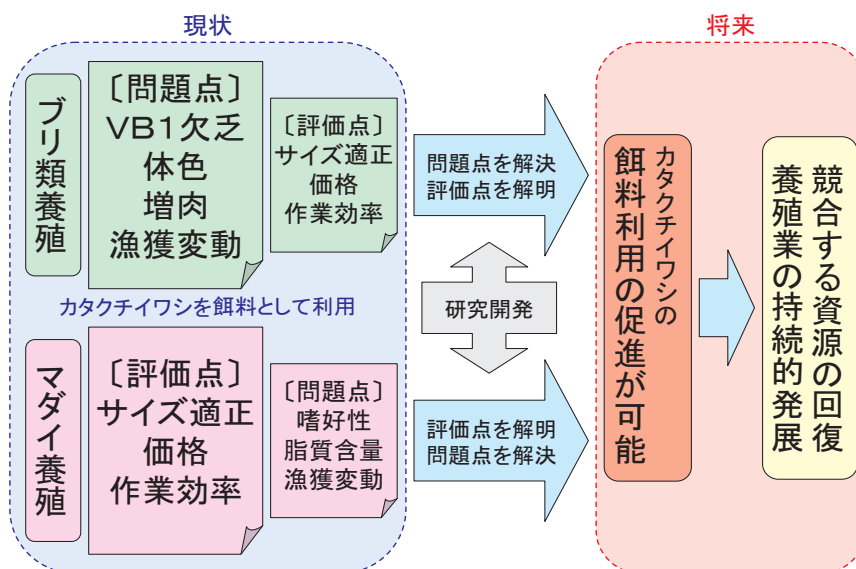 現状
ブリ類養殖
〔問題点〕
VB1欠乏
体色
増肉
漁獲変動
〔評価点〕
サイズ適正
価格
作業効率
カタクチイワシを餌料として利用
マダイ養殖
〔評価点〕
サイズ適正
価格
作業効率
〔問題点〕
嗜好性
脂質含量
漁獲変動
問題点を解決
評価点を解明
研究開発
評価点を解明
問題点を解決
将来
カタクチイワシの
餌料利用の促進が可能
競合する資源の回復
養殖業の持続的発展